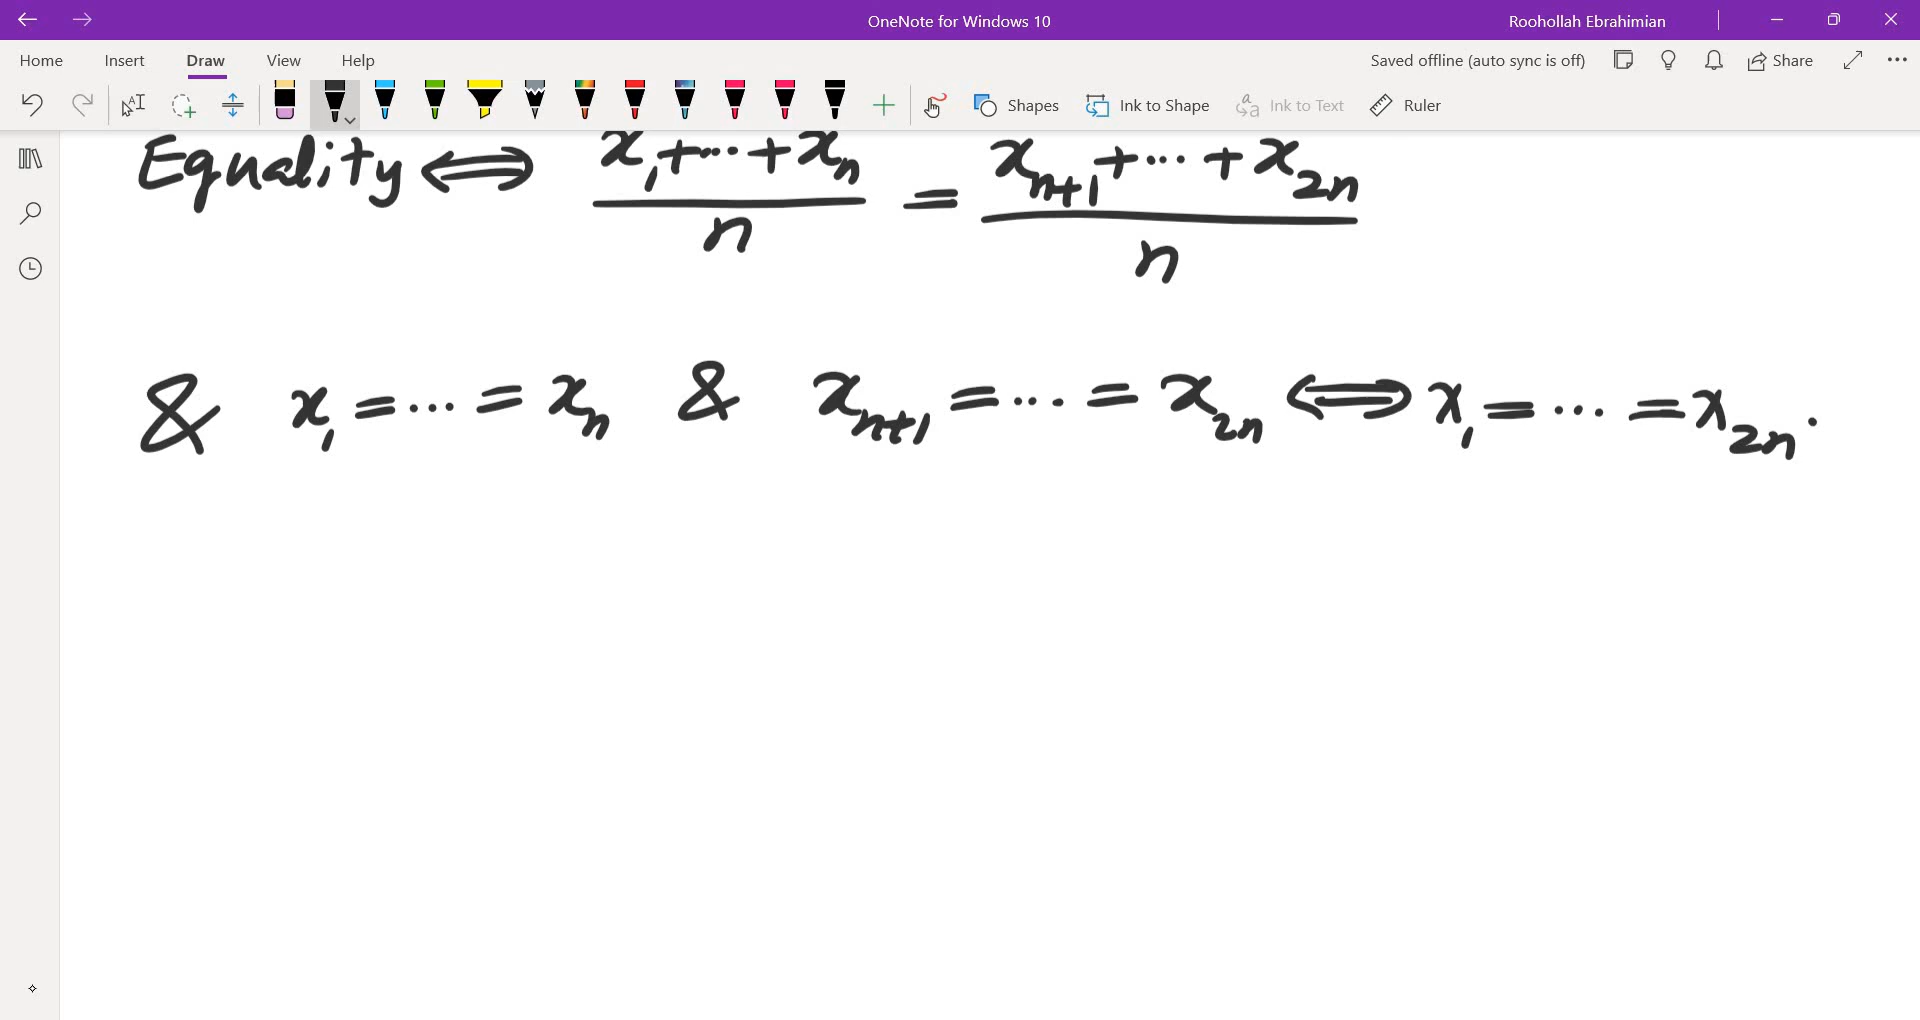 OneNote for Windows 10
Roohollah Ebrahimian
Home Insert Draw View Help
Saved offline (auto sync is off)
Share
Shapes
Ink to Shape
Ink to Text
Ruler
Equality ⟺ (x₁+⋯+xₙ)/n = (xₙ₊₁+⋯+x₂ₙ)/n
& x₁=⋯=xₙ & xₙ₊₁=⋯=x₂ₙ ⟺ x₁=⋯=x₂ₙ.